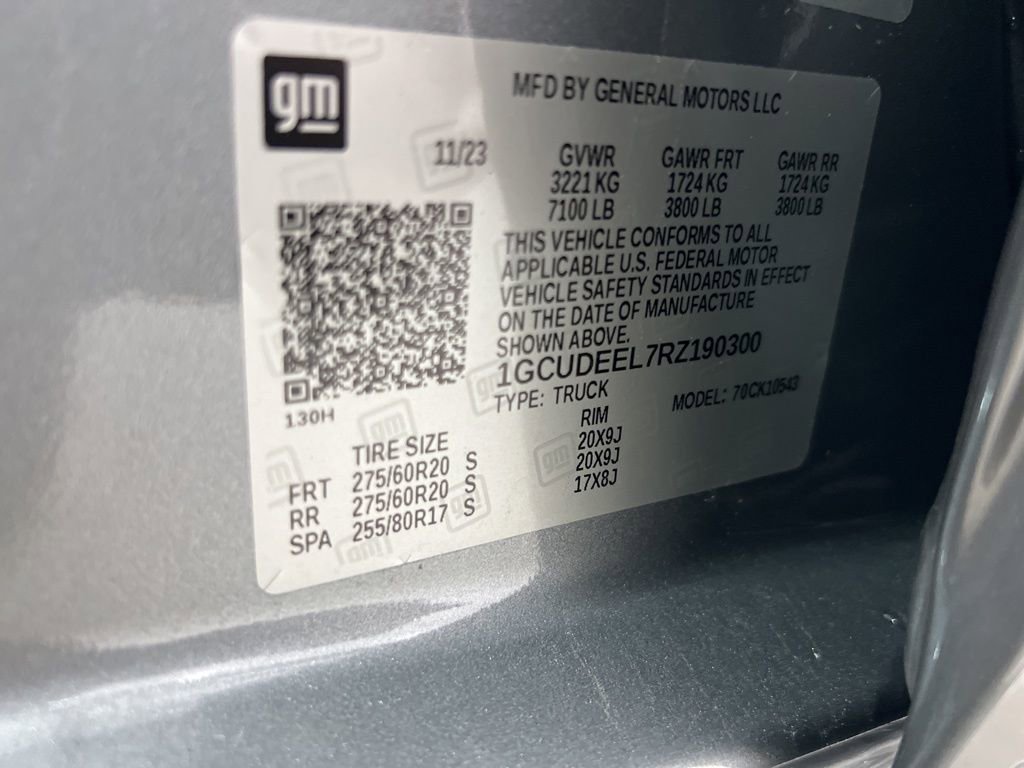 gm
MFD BY GENERAL MOTORS LLC
11/23
GVWR GAWR FRT GAWR RR
3221 KG 1724 KG 1724 KG
7100 LB 3800 LB 3800 LB
THIS VEHICLE CONFORMS TO ALL
APPLICABLE U.S. FEDERAL MOTOR
VEHICLE SAFETY STANDARDS IN EFFECT
ON THE DATE OF MANUFACTURE
SHOWN ABOVE.
1GCUDEEL7RZ190300
TYPE: TRUCK MODEL: 70CK10543
130H
TIRE SIZE RIM
FRT 275/60R20 S 20X9J
RR 275/60R20 S 20X9J
SPA 255/80R17 S 17X8J